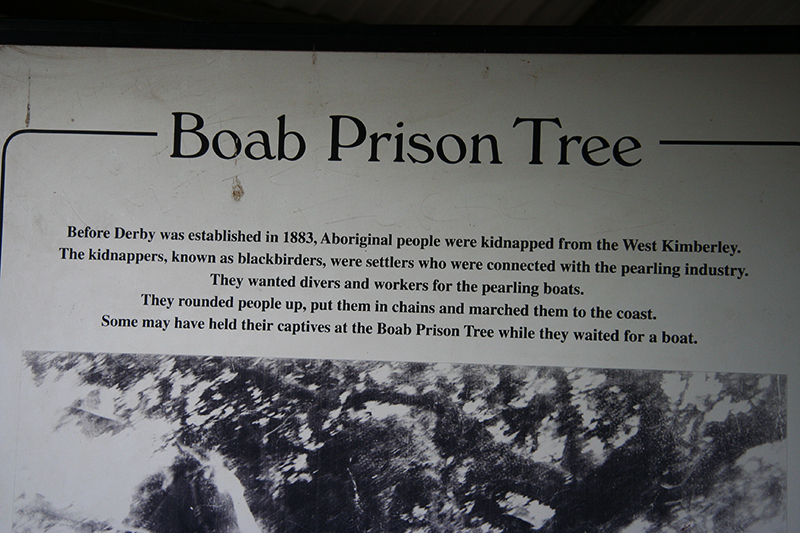 Boab Prison Tree
Before Derby was established in 1883, Aboriginal people were kidnapped from the West Kimberley.
The kidnappers, known as blackbirders, were settlers who were connected with the pearling industry.
They wanted divers and workers for the pearling boats.
They rounded people up, put them in chains and marched them to the coast.
Some may have held their captives at the Boab Prison Tree while they waited for a boat.